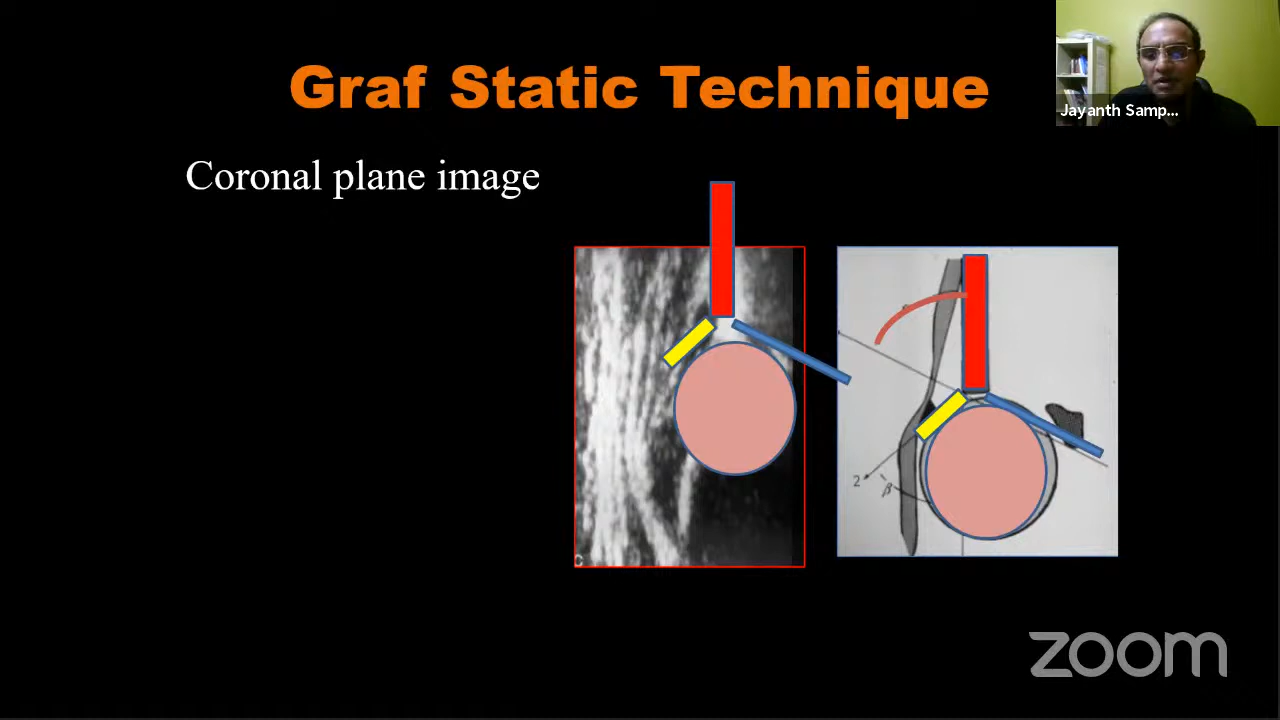 Graf Static Technique
Jayanth Samp...
Coronal plane image
2
β
C
zoom